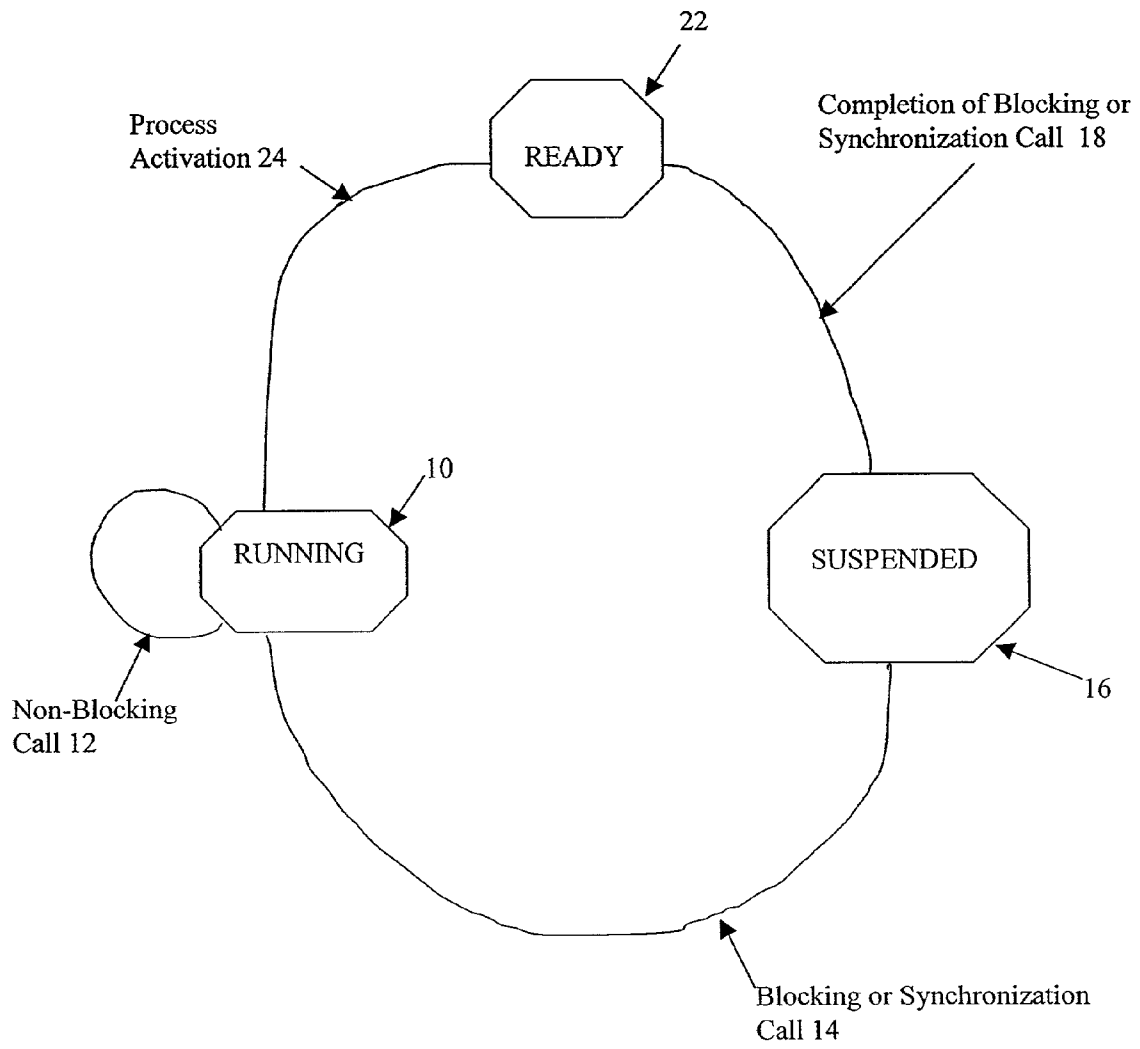 22
Completion of Blocking or
Synchronization Call 18
Process
Activation 24
READY
10
RUNNING
SUSPENDED
16
Non-Blocking
Call 12
Blocking or Synchronization
Call 14